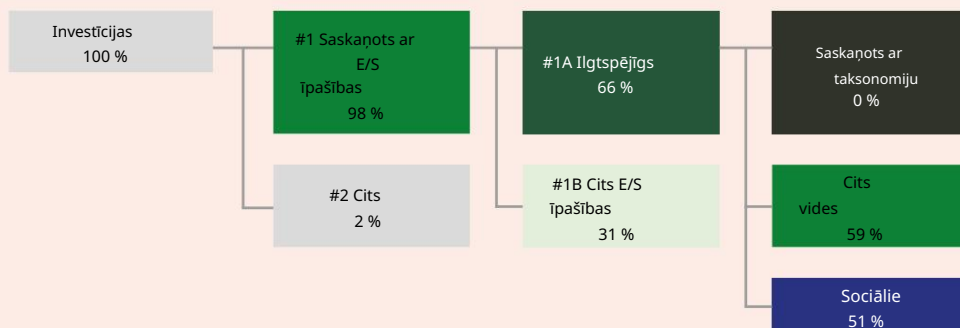 Investīcijas
100 %
#1 Saskaņots ar
E/S
īpašības
98 %
#2 Cits
2 %
#1A Ilgtspējīgs
66 %
#1B Cits E/S
īpašības
31 %
Saskaņots ar
taksonomiju
0 %
Cits
vides
59 %
Sociālie
51 %